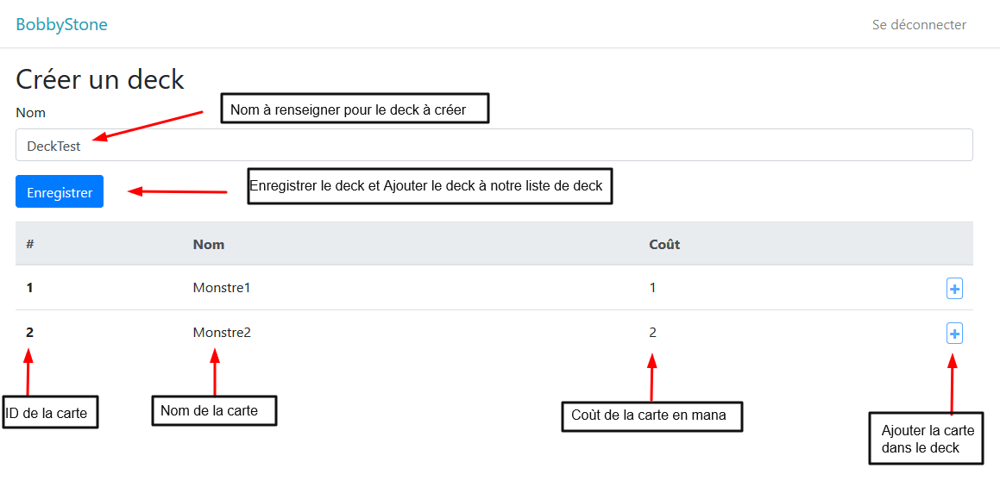 BobbyStone
Se déconnecter
Créer un deck
Nom
Nom à renseigner pour le deck à créer
DeckTest
Enregistrer
Enregistrer le deck et Ajouter le deck à notre liste de deck
# Nom Coût
1 Monstre1 1 +
2 Monstre2 2 +
ID de la carte
Nom de la carte
Coùt de la carte en mana
Ajouter la carte
dans le deck